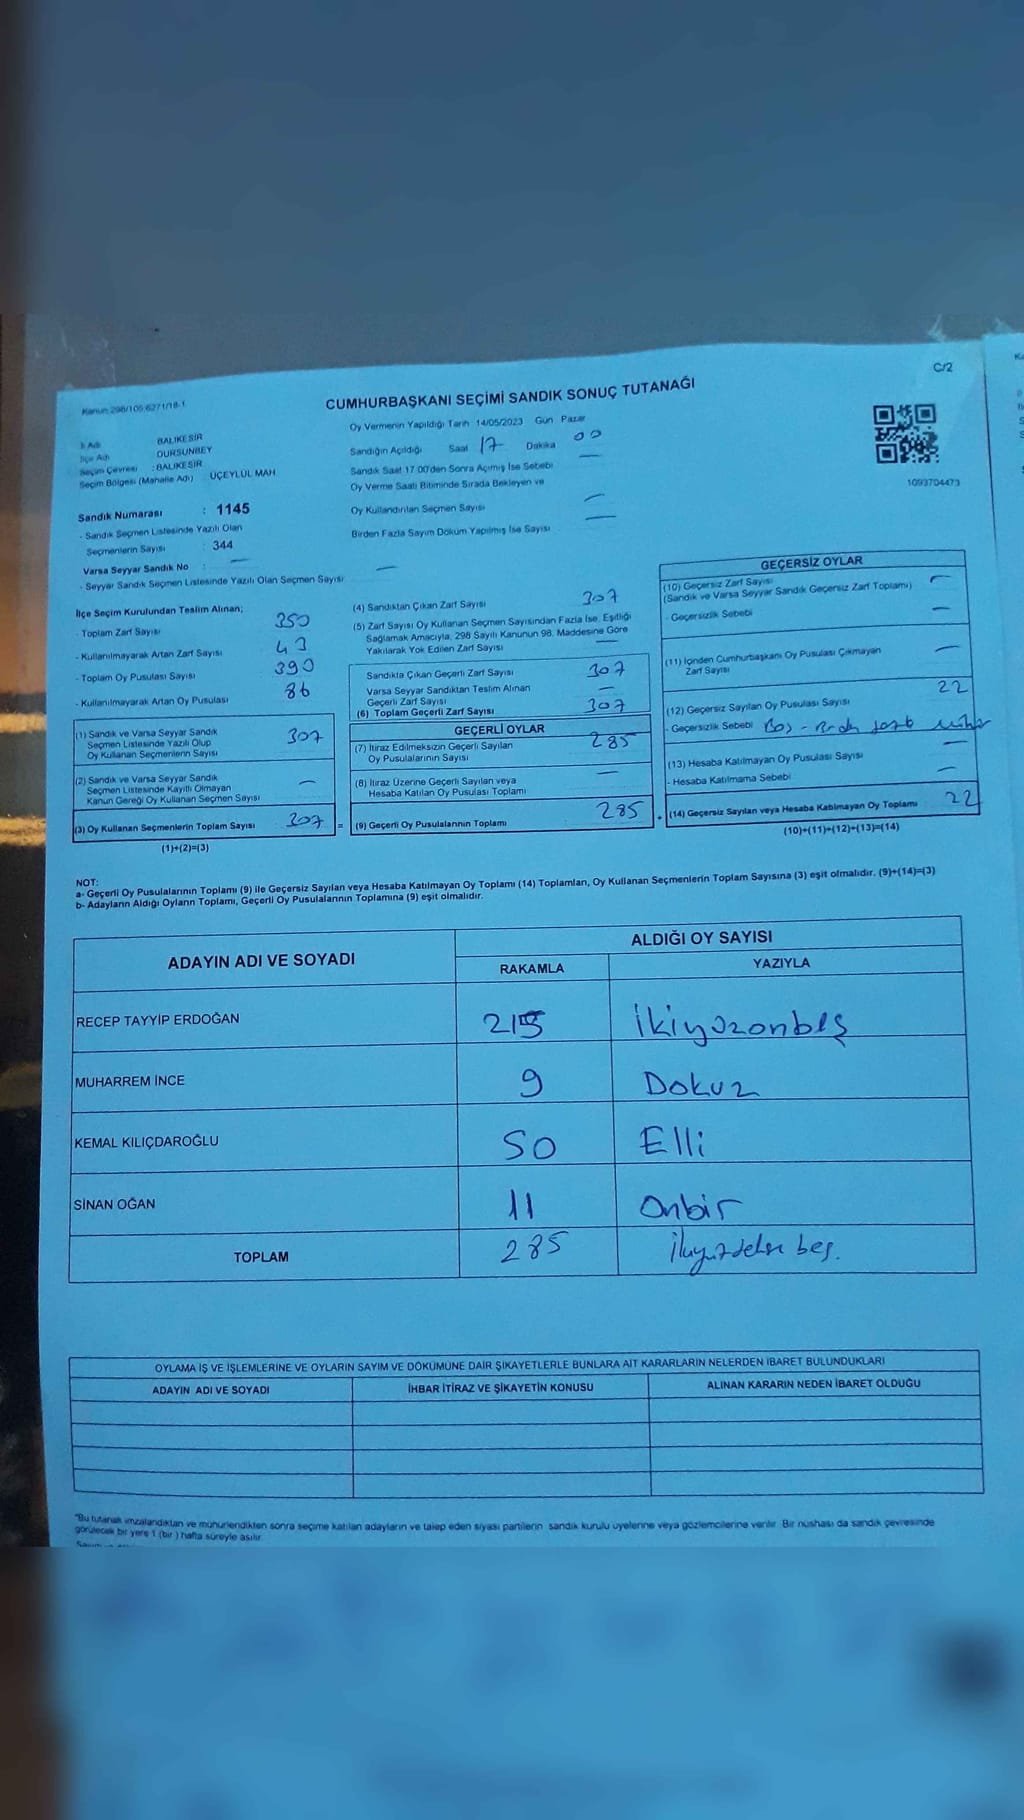 C/2
Kanun:298/105;6271/18-1
CUMHURBAŞKANI SEÇİMİ SANDIK SONUÇ TUTANAĞI
İl Adı : BALIKESİR
İlçe Adı : DURSUNBEY
Seçim Çevresi : BALIKESİR
Seçim Bölgesi (Mahalle Adı) : ÜÇEYLÜL MAH
Sandık Numarası : 1145
- Sandık Seçmen Listesinde Yazılı Olan
Seçmenlerin Sayısı : 344
Varsa Seyyar Sandık No : —
- Seyyar Sandık Seçmen Listesinde Yazılı Olan Seçmen Sayısı —
Oy Vermenin Yapıldığı Tarih 14/05/2023 Gün Pazar
Sandığın Açıldığı Saat 17 Dakika 00
Sandık Saat 17.00'den Sonra Açılmış İse Sebebi —
Oy Verme Saati Bitiminde Sırada Bekleyen ve
Oy Kullandırılan Seçmen Sayısı —
Birden Fazla Sayım Döküm Yapılmış İse Sayısı —
1093704473
İlçe Seçim Kurulundan Teslim Alınan;
- Toplam Zarf Sayısı 350
- Kullanılmayarak Artan Zarf Sayısı 43
- Toplam Oy Pusulası Sayısı 390
- Kullanılmayarak Artan Oy Pusulası 86
(1) Sandık ve Varsa Seyyar Sandık
Seçmen Listesinde Yazılı Olup
Oy Kullanan Seçmenlerin Sayısı 307
(2) Sandık ve Varsa Seyyar Sandık
Seçmen Listesinde Kayıtlı Olmayan
Kanun Gereği Oy Kullanan Seçmen Sayısı —
(3) Oy Kullanan Seçmenlerin Toplam Sayısı 307 =
(1)+(2)=(3)
(4) Sandıktan Çıkan Zarf Sayısı 307
(5) Zarf Sayısı Oy Kullanan Seçmen Sayısından Fazla İse, Eşitliği
Sağlamak Amacıyla, 298 Sayılı Kanunun 98. Maddesine Göre
Yakılarak Yok Edilen Zarf Sayısı —
Sandıkta Çıkan Geçerli Zarf Sayısı 307
Varsa Seyyar Sandıktan Teslim Alınan
Geçerli Zarf Sayısı —
(6) Toplam Geçerli Zarf Sayısı 307
GEÇERLİ OYLAR
(7) İtiraz Edilmeksizin Geçerli Sayılan
Oy Pusulalarının Sayısı 285
(8) İtiraz Üzerine Geçerli Sayılan veya
Hesaba Katılan Oy Pusulası Toplamı —
(9) Geçerli Oy Pusulalarının Toplamı 285 +
GEÇERSİZ OYLAR
(10) Geçersiz Zarf Sayısı
(Sandık ve Varsa Seyyar Sandık Geçersiz Zarf Toplamı) —
- Geçersizlik Sebebi —
(11) İçinden Cumhurbaşkanı Oy Pusulası Çıkmayan
Zarf Sayısı —
(12) Geçersiz Sayılan Oy Pusulası Sayısı 22
- Geçersizlik Sebebi Boş -
(13) Hesaba Katılmayan Oy Pusulası Sayısı —
- Hesaba Katılmama Sebebi —
(14) Geçersiz Sayılan veya Hesaba Katılmayan Oy Toplamı 22
(10)+(11)+(12)+(13)=(14)
NOT:
a- Geçerli Oy Pusulalarının Toplamı (9) ile Geçersiz Sayılan veya Hesaba Katılmayan Oy Toplamı (14) Toplamları, Oy Kullanan Seçmenlerin Toplam Sayısına (3) eşit olmalıdır. (9)+(14)=(3)
b- Adayların Aldığı Oyların Toplamı, Geçerli Oy Pusulalarının Toplamına (9) eşit olmalıdır.
ADAYIN ADI VE SOYADI ALDIĞI OY SAYISI
RAKAMLA YAZIYLA
RECEP TAYYİP ERDOĞAN 215 İkiyüzonbeş
MUHARREM İNCE 9 Dokuz
KEMAL KILIÇDAROĞLU 50 Elli
SİNAN OĞAN 11 Onbir
TOPLAM 285 İkiyüzseksen beş.
OYLAMA İŞ VE İŞLEMLERİNE VE OYLARIN SAYIM VE DÖKÜMÜNE DAİR ŞİKAYETLERLE BUNLARA AİT KARARLARIN NELERDEN İBARET BULUNDUKLARI
ADAYIN ADI VE SOYADI İHBAR İTİRAZ VE ŞİKAYETİN KONUSU ALINAN KARARIN NEDEN İBARET OLDUĞU
*Bu tutanak imzalandıktan ve mühürlendikten sonra seçime katılan adayların ve talep eden siyasi partilerin sandık kurulu üyelerine veya gözlemcilerine verilir. Bir nüshası da sandık çevresinde
görülecek bir yere 1 (bir) hafta süreyle asılır.